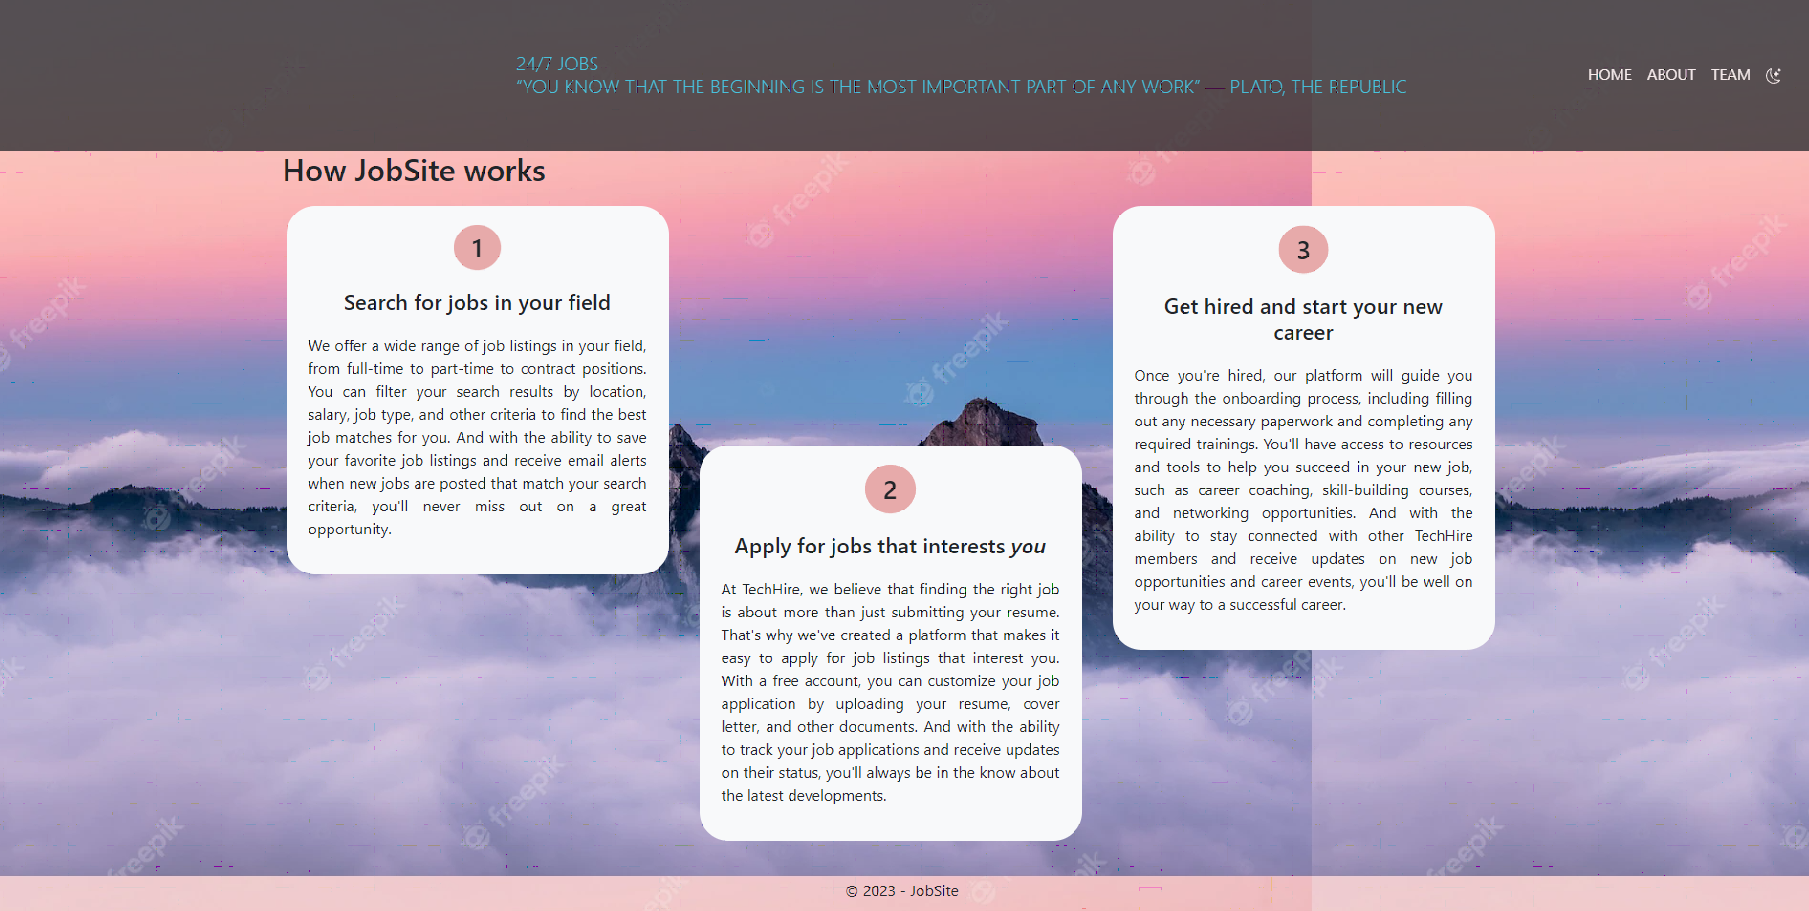 24/7 JOBS
“YOU KNOW THAT THE BEGINNING IS THE MOST IMPORTANT PART OF ANY WORK” — PLATO, THE REPUBLIC
HOME ABOUT TEAM
How JobSite works
1
Search for jobs in your field
We offer a wide range of job listings in your field,
from full-time to part-time to contract positions.
You can filter your search results by location,
salary, job type, and other criteria to find the best
job matches for you. And with the ability to save
your favorite job listings and receive email alerts
when new jobs are posted that match your search
criteria, you'll never miss out on a great
opportunity.
2
Apply for jobs that interests you
At TechHire, we believe that finding the right job
is about more than just submitting your resume.
That's why we've created a platform that makes it
easy to apply for job listings that interest you.
With a free account, you can customize your job
application by uploading your resume, cover
letter, and other documents. And with the ability
to track your job applications and receive updates
on their status, you'll always be in the know about
the latest developments.
3
Get hired and start your new
career
Once you're hired, our platform will guide you
through the onboarding process, including filling
out any necessary paperwork and completing any
required trainings. You'll have access to resources
and tools to help you succeed in your new job,
such as career coaching, skill-building courses,
and networking opportunities. And with the
ability to stay connected with other TechHire
members and receive updates on new job
opportunities and career events, you'll be well on
your way to a successful career.
freepik
freepik
freepik
freepik
freepik
freepik
freepik
freepik
freepik
freepik
freepik
freepik
freepik
© 2023 - JobSite